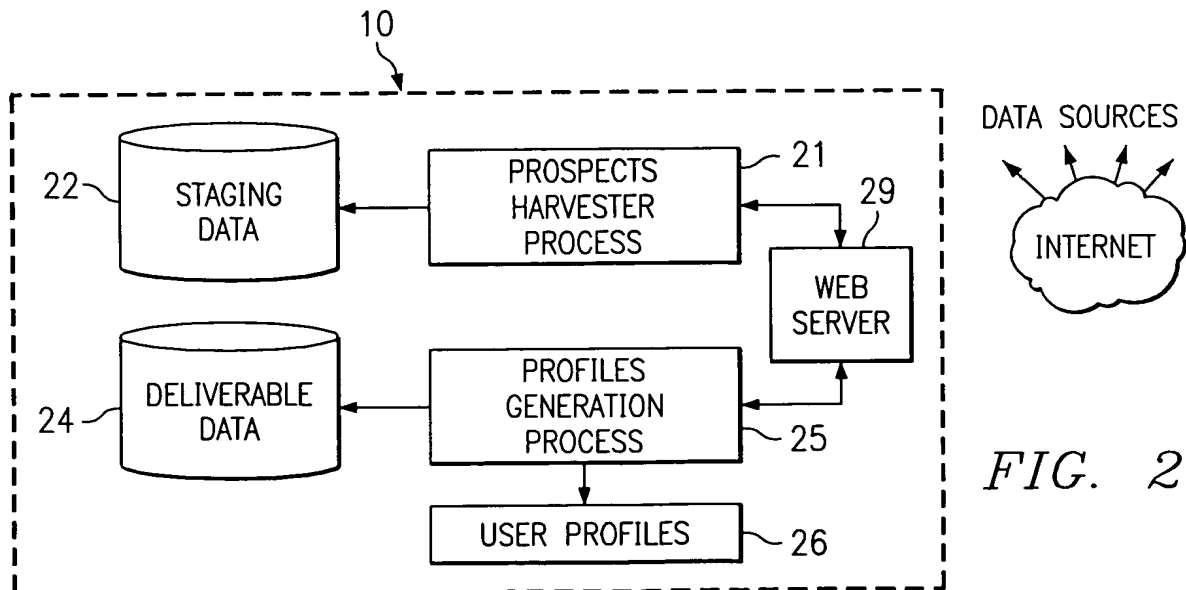 10
22
STAGING
DATA
PROSPECTS
HARVESTER
PROCESS
21
29
WEB
SERVER
DATA SOURCES
INTERNET
24
DELIVERABLE
DATA
PROFILES
GENERATION
PROCESS
25
USER PROFILES
26
FIG. 2